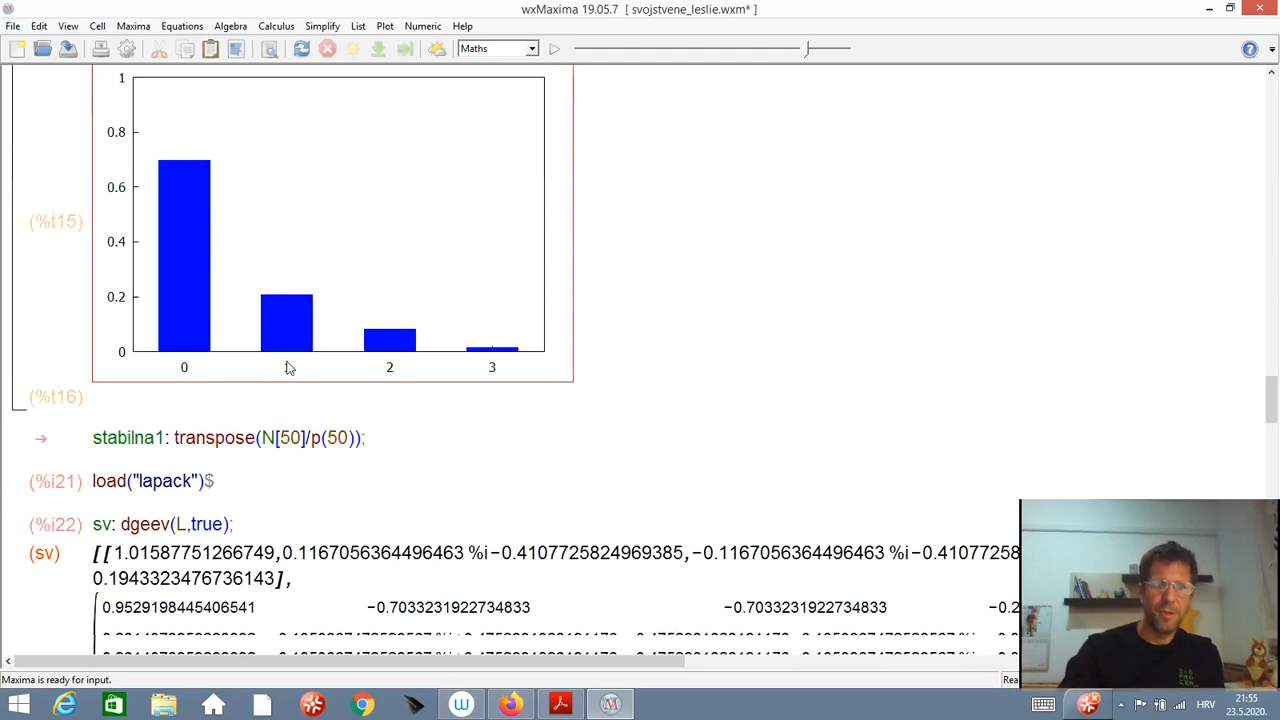 wxMaxima 19.05.7 [ svojstvene_leslie.wxm* ]
File Edit View Cell Maxima Equations Algebra Calculus Simplify List Plot Numeric Help
Maths
1
0.8
0.6
(%t15)
0.4
0.2
0
0 1 2 3
(%t16)
→ stabilna1: transpose(N[50]/p(50));
(%i21) load("lapack")$
(%i22) sv: dgeev(L,true);
(sv) [[1.01587751266749,0.1167056364496463 %i-0.4107725824969385,-0.1167056364496463 %i-0.41077258
0.1943323476736143],
0.9529198445406541 -0.7033231922734833 -0.7033231922734833 -0.2
Maxima is ready for input.
Rea
HRV
21:55
23.5.2020.